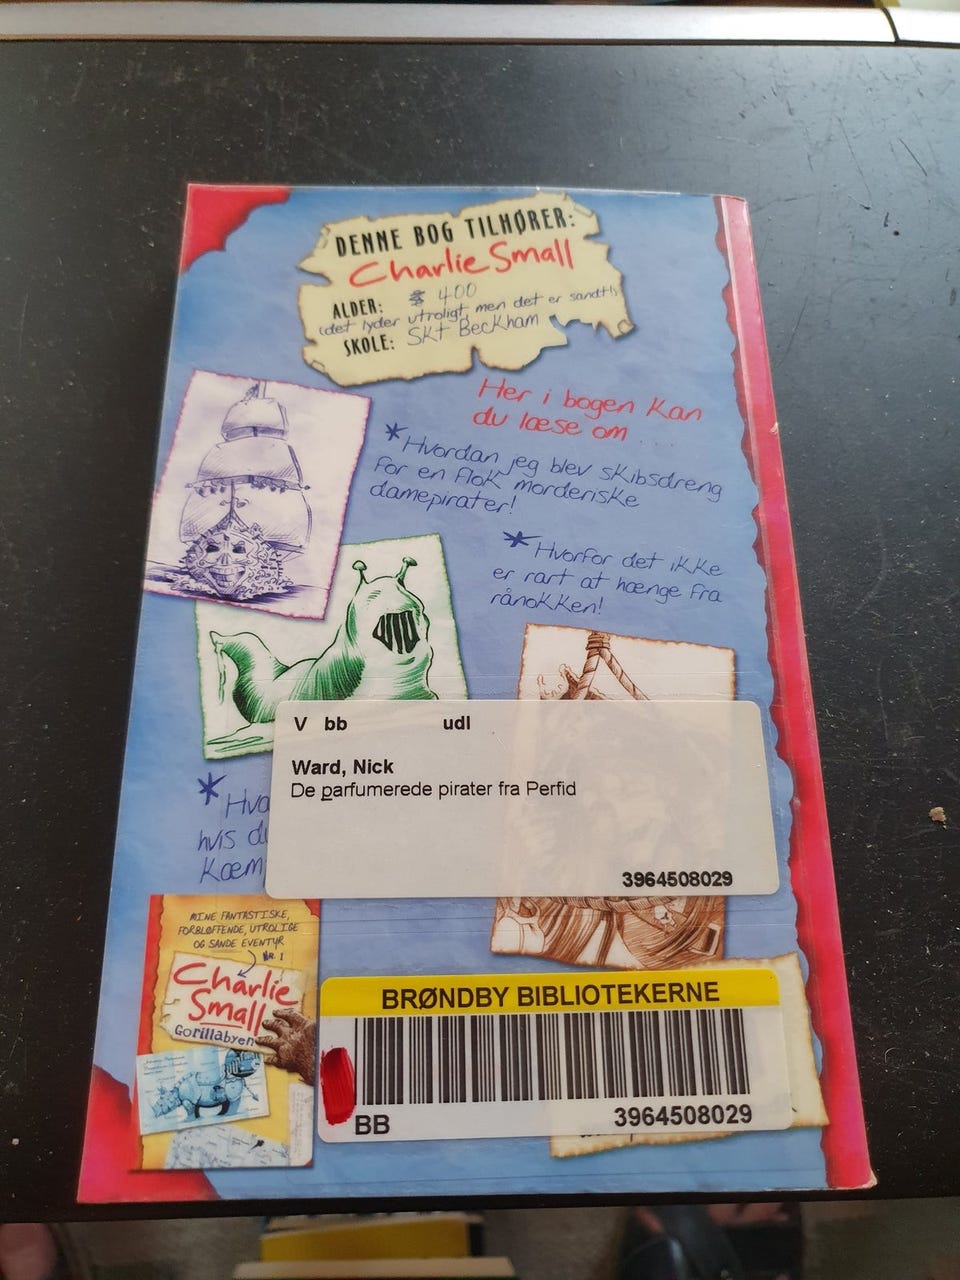 DENNE BOG TILHØRER:
Charlie Small
ALDER: 8 400
(det lyder utroligt, men det er sandt!)
SKOLE: Skt Beckham
Her i bogen kan
du læse om ...
*Hvordan jeg blev skibsdreng
for en flok morderiske
damepirater!
*Hvorfor det ikke
er rart at hænge fra
rånokken!
V bb udl
Ward, Nick
De parfumerede pirater fra Perfid
3964508029
hvis
MINE FANTASTISKE,
FORBLØFFENDE, UTROLIGE
OG SANDE EVENTYR
NR. 1
Charlie
Small
Gorillabyen
BRØNDBY BIBLIOTEKERNE
BB 3964508029